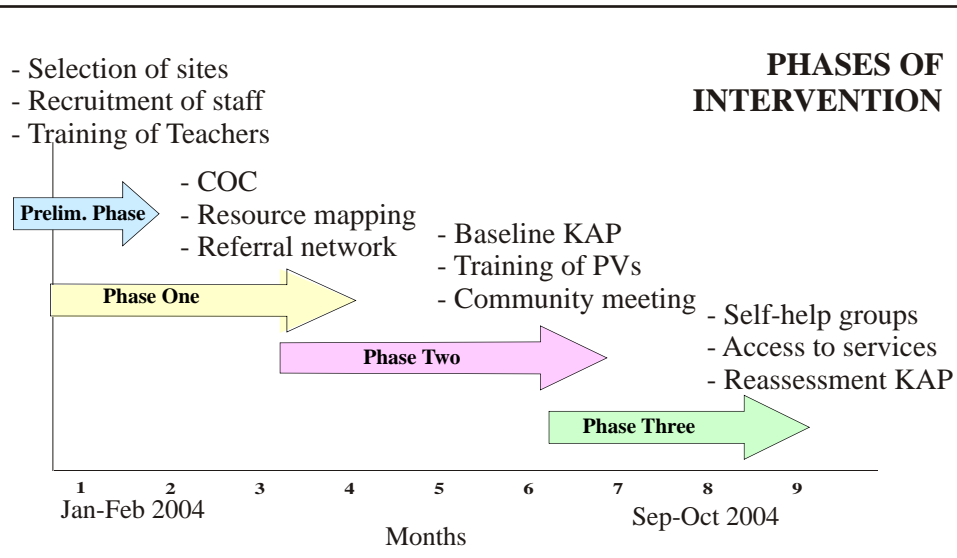 PHASES OF
INTERVENTION
- Selection of sites
- Recruitment of staff
- Training of Teachers
Prelim. Phase
- COC
- Resource mapping
- Referral network
Phase One
- Baseline KAP
- Training of PVs
- Community meeting
Phase Two
- Self-help groups
- Access to services
- Reassessment KAP
Phase Three
1 2 3 4 5 6 7 8 9
Jan-Feb 2004 Sep-Oct 2004
Months